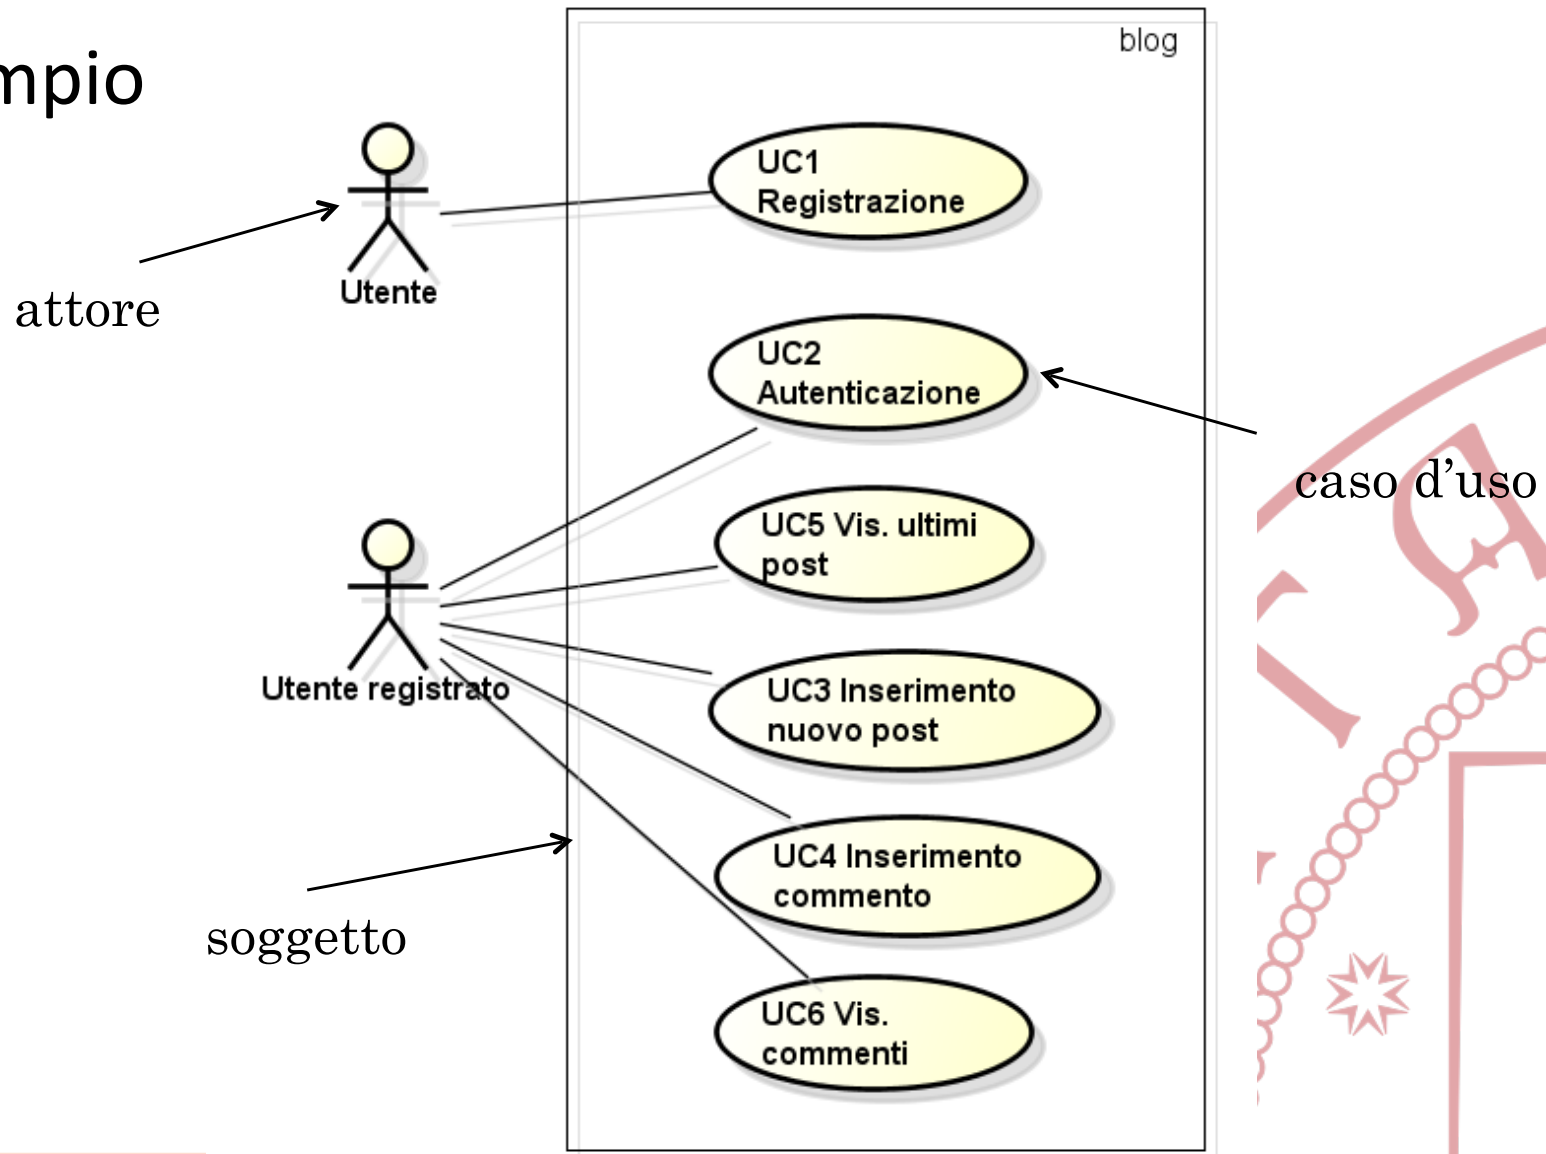 mpio
blog
UC1
Registrazione
Utente
attore
UC2
Autenticazione
caso d'uso
UC5 Vis. ultimi
post
Utente registrato
UC3 Inserimento
nuovo post
UC4 Inserimento
commento
soggetto
UC6 Vis.
commenti